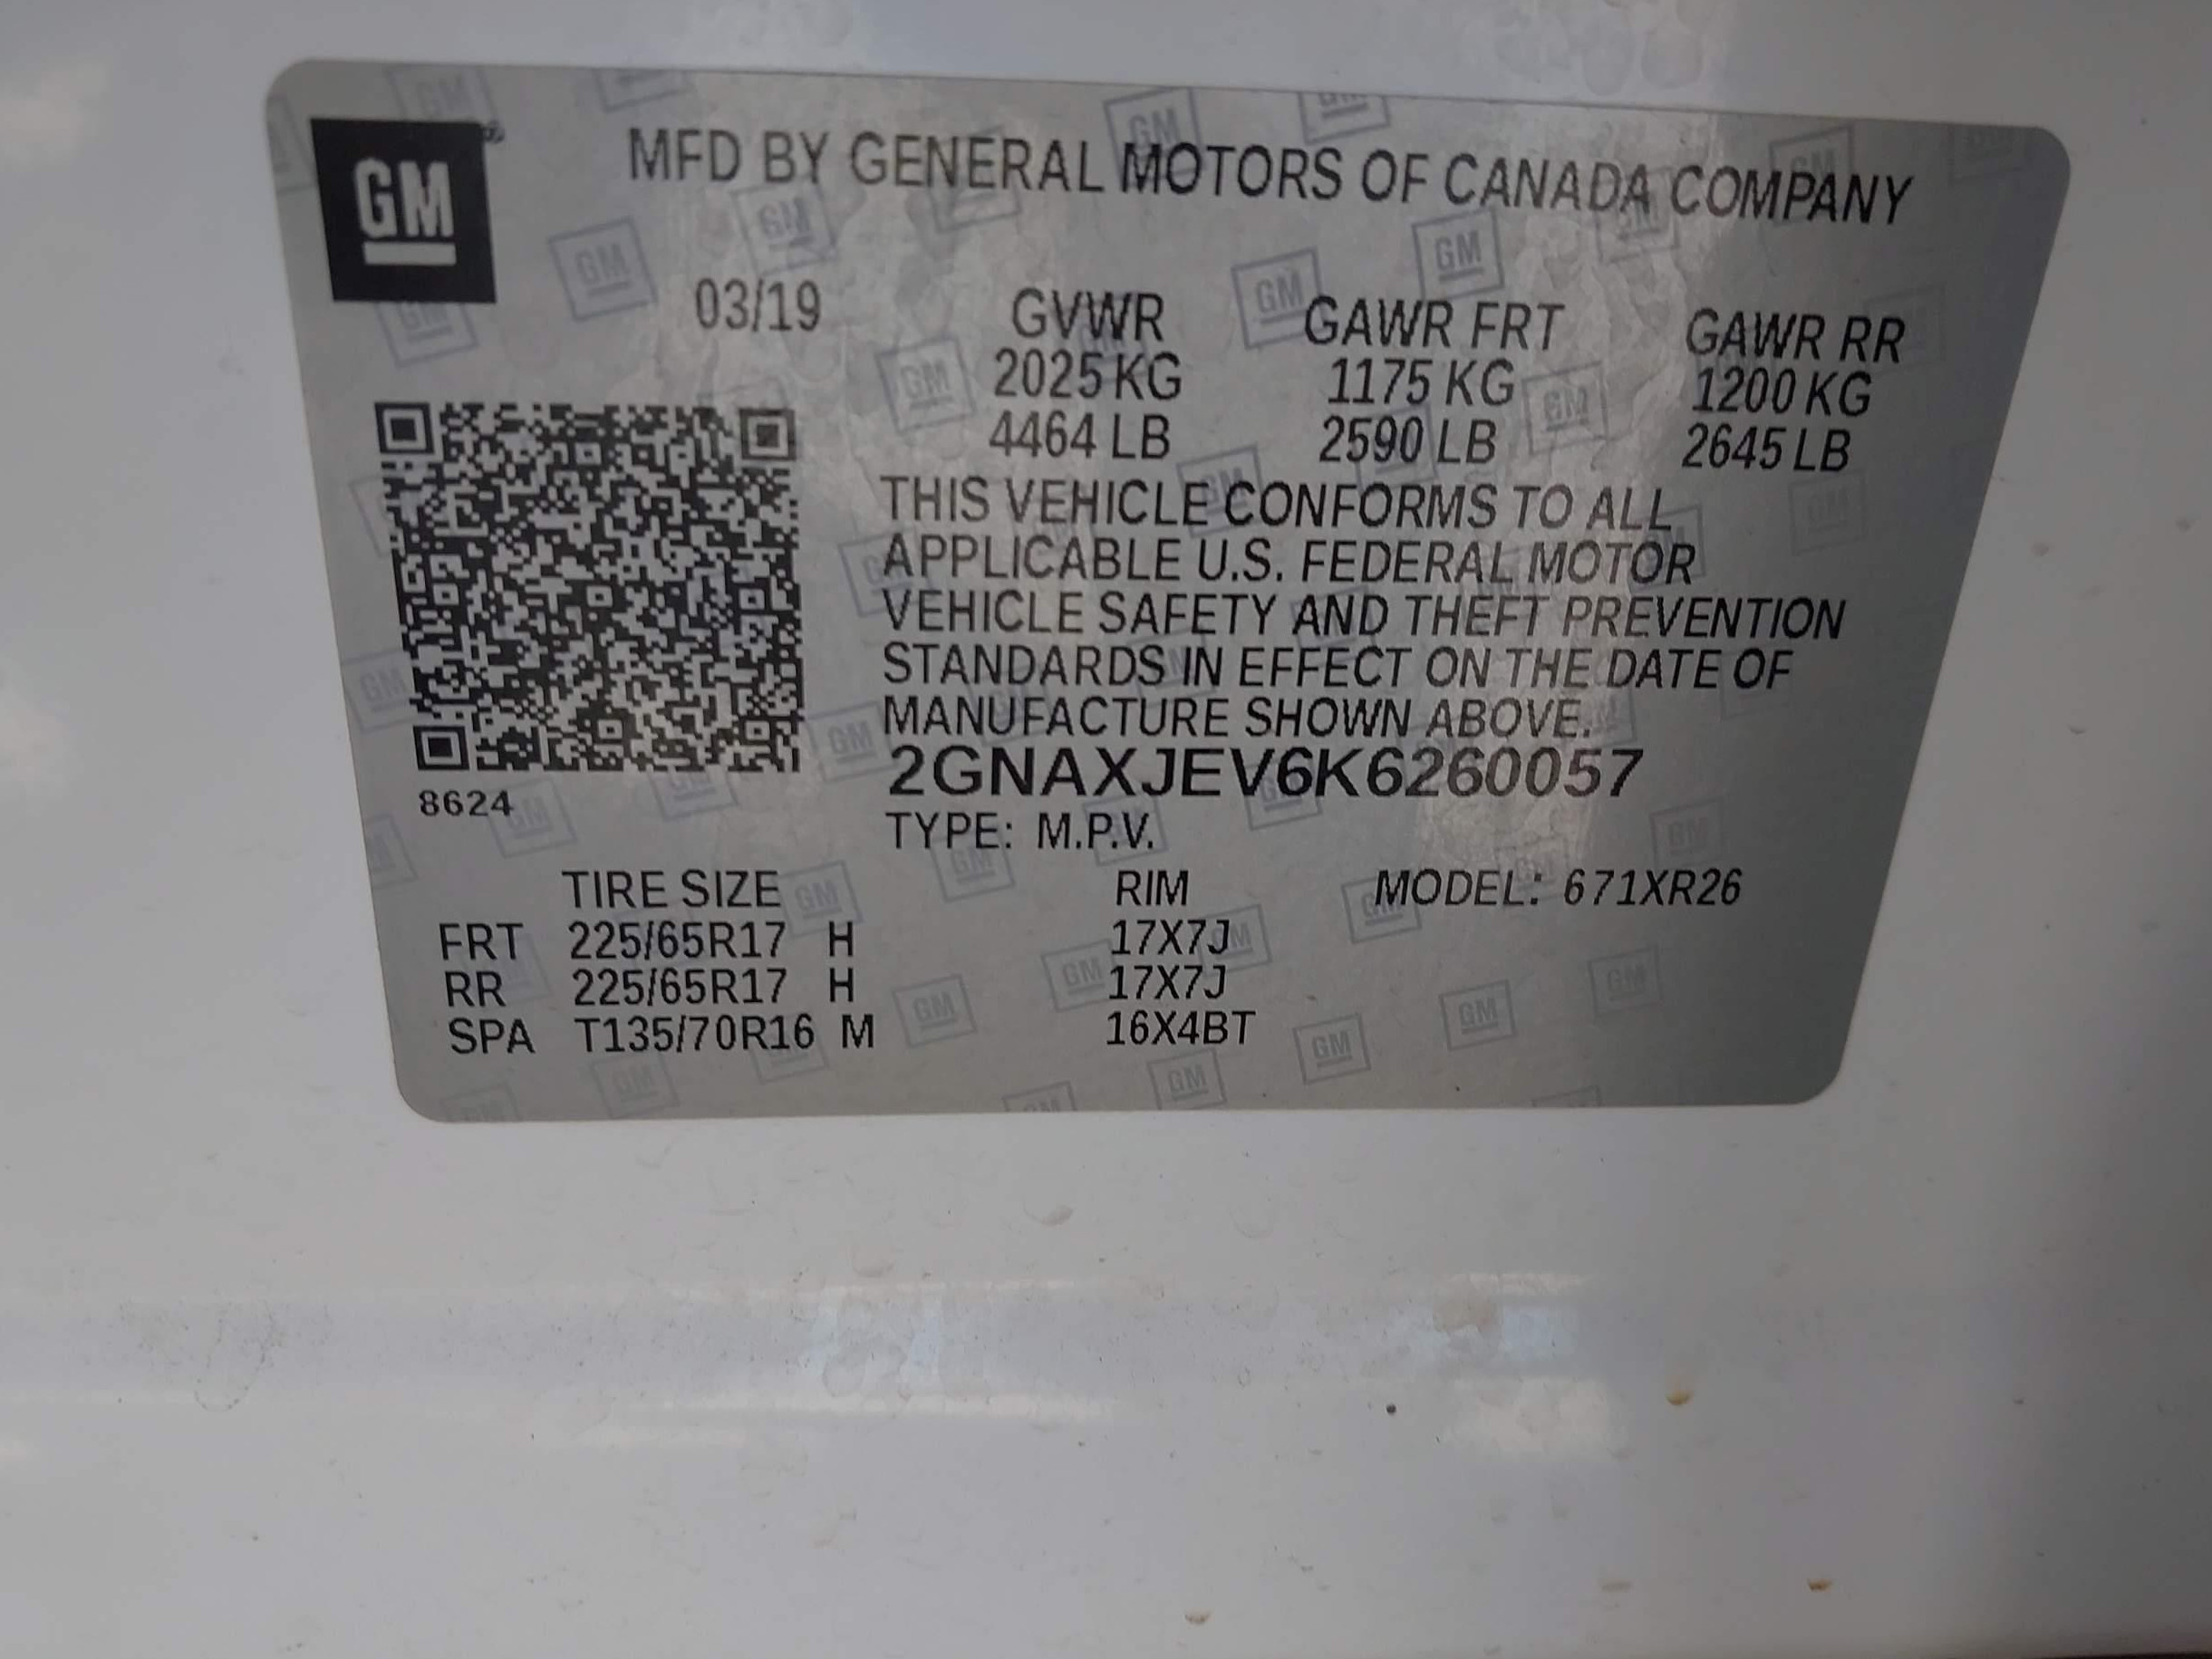 GM
MFD BY GENERAL MOTORS OF CANADA COMPANY
03/19 GVWR GAWR FRT GAWR RR
2025 KG 1175 KG 1200 KG
4464 LB 2590 LB 2645 LB
THIS VEHICLE CONFORMS TO ALL
APPLICABLE U.S. FEDERAL MOTOR
VEHICLE SAFETY AND THEFT PREVENTION
STANDARDS IN EFFECT ON THE DATE OF
MANUFACTURE SHOWN ABOVE.
2GNAXJEV6K6260057
8624
TYPE: M.P.V.
TIRE SIZE RIM MODEL: 671XR26
FRT 225/65R17 H 17X7J
RR 225/65R17 H 17X7J
SPA T135/70R16 M 16X4BT